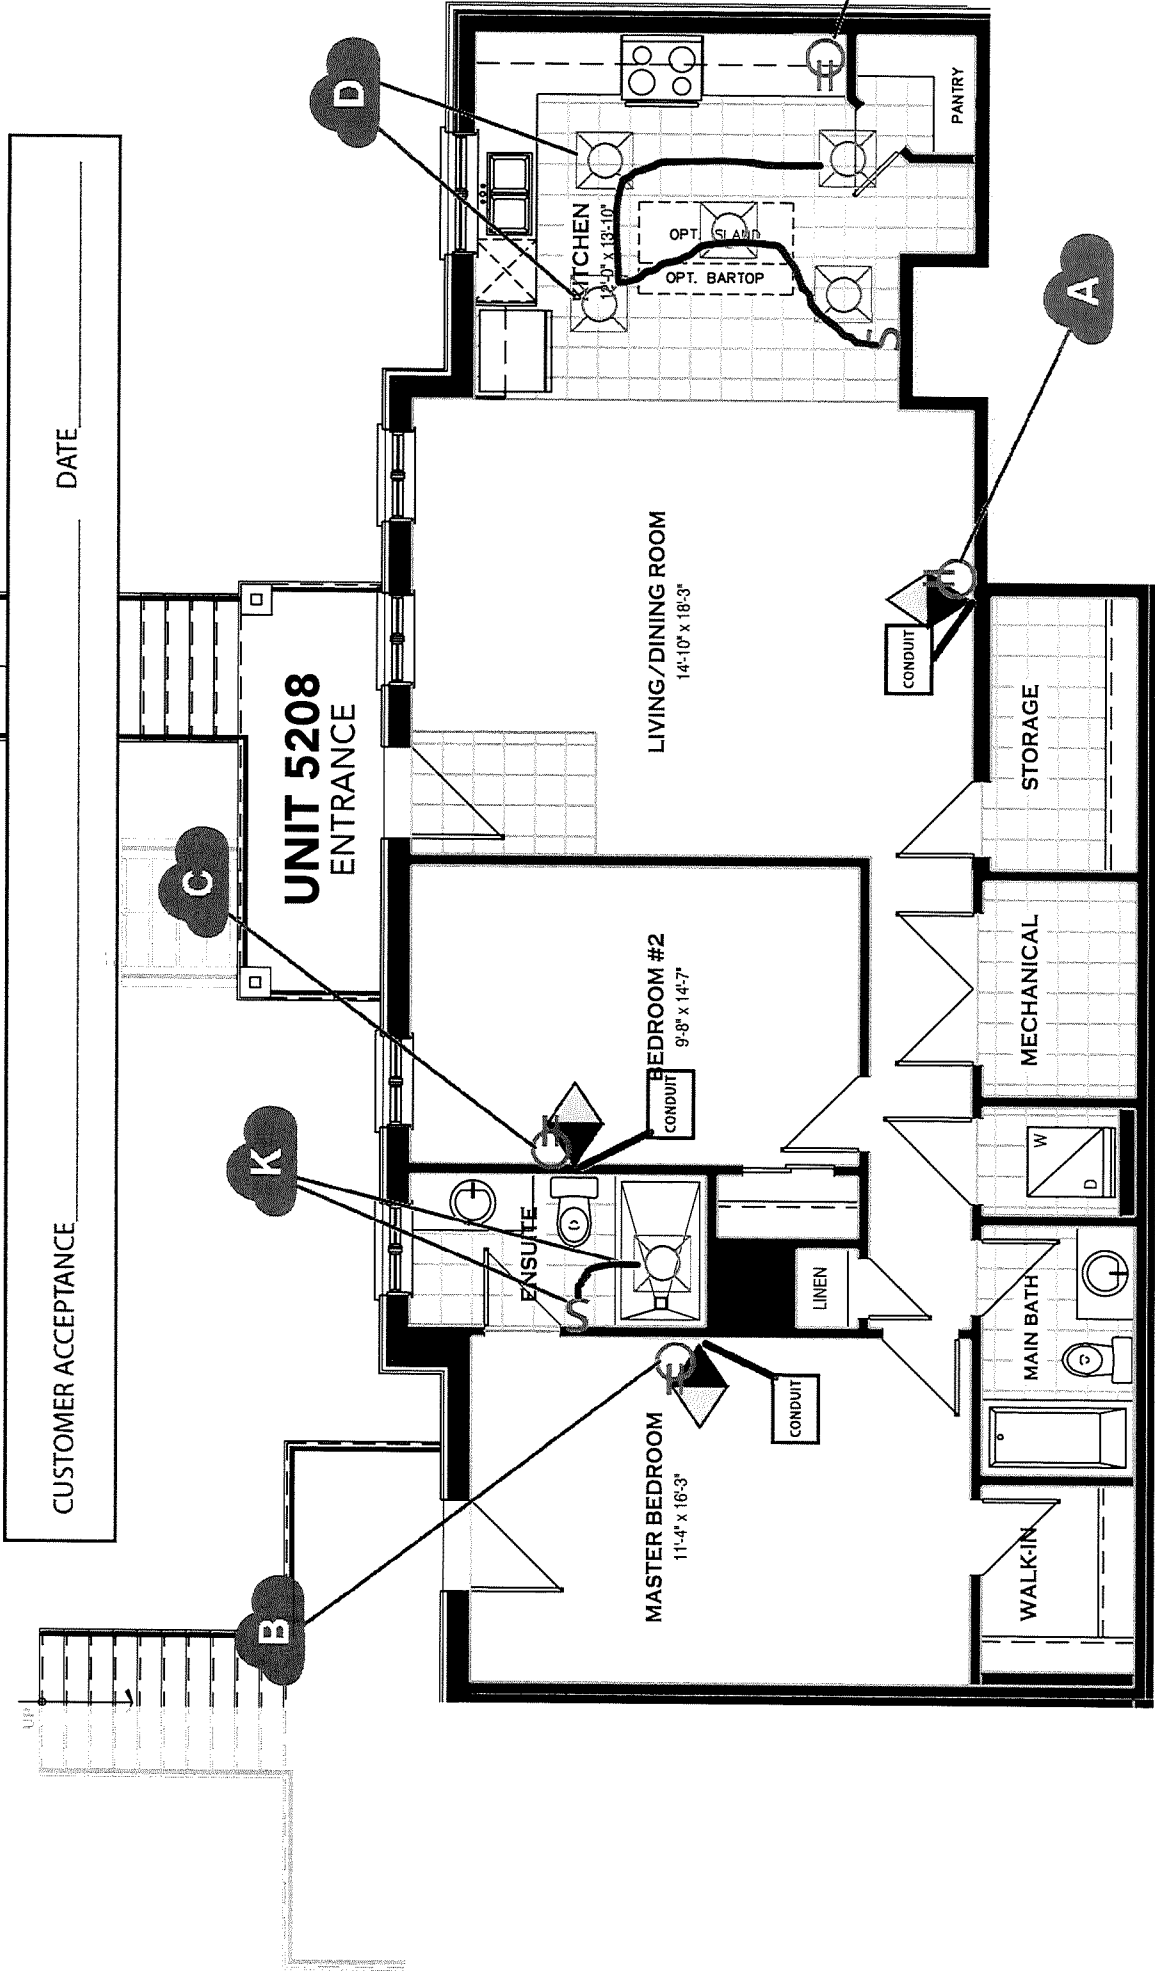 CUSTOMER ACCEPTANCE DATE
UP
B
K
C
D
A
UNIT 5208
ENTRANCE
MASTER BEDROOM
11'-4" x 16'-3"
CONDUIT
ENSUITE
S
BEDROOM #2
9'-8" x 14'-7"
CONDUIT
LIVING/DINING ROOM
14'-10" x 18'-3"
CONDUIT
KITCHEN
12'-0" x 13'-10"
OPT. ISLAND
OPT. BARTOP
S
PANTRY
LINEN
WALK-IN
MAIN BATH
W
D
MECHANICAL
STORAGE